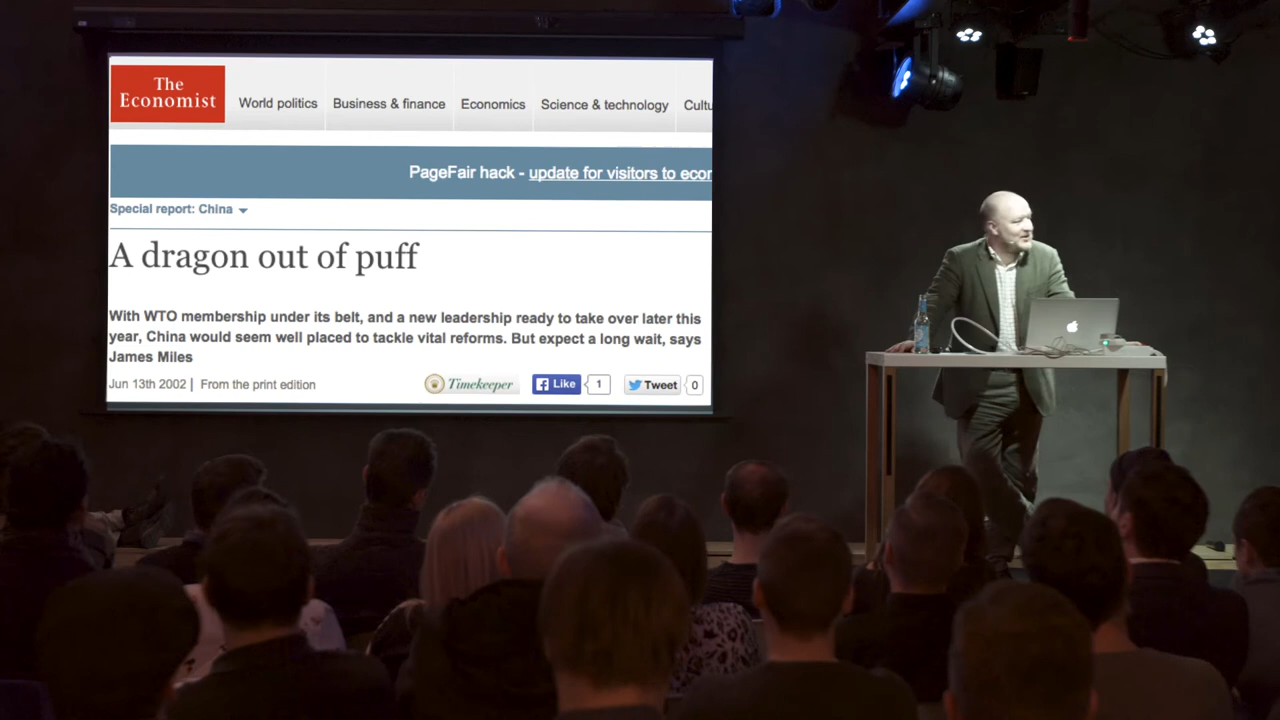 The
Economist
World politics
Business & finance
Economics
Science & technology
Cultu
PageFair hack - update for visitors to econ
Special report: China
A dragon out of puff
With WTO membership under its belt, and a new leadership ready to take over later this
year, China would seem well placed to tackle vital reforms. But expect a long wait, says
James Miles
Jun 13th 2002 | From the print edition
Timekeeper
Like
1
Tweet
0